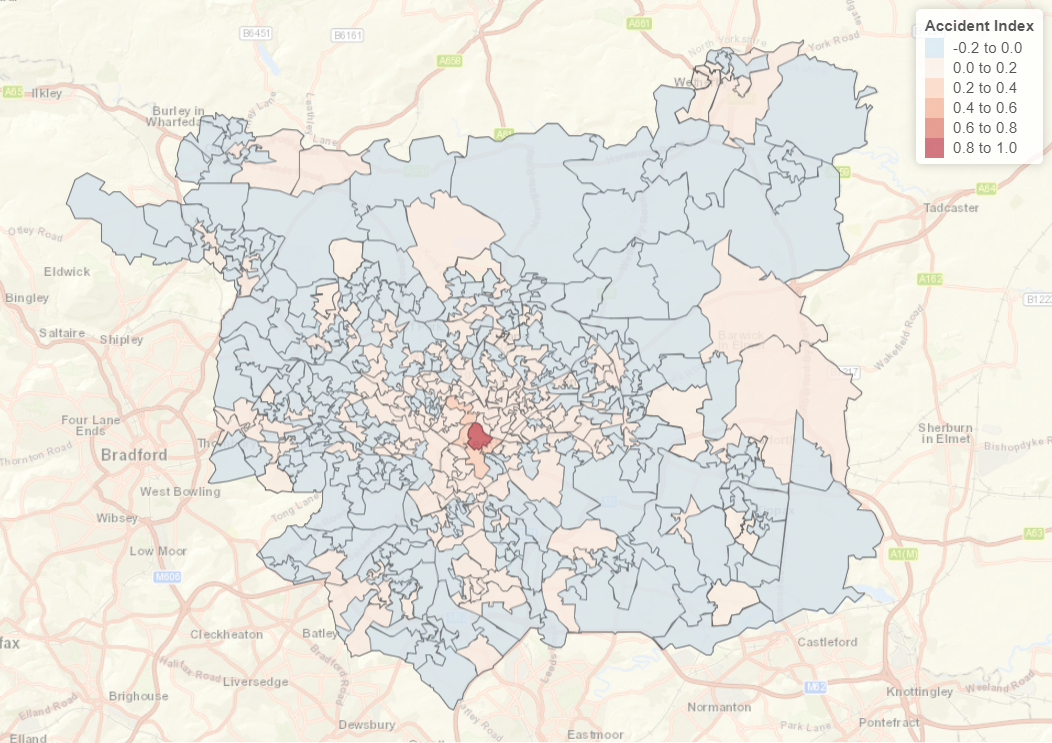 A661
B6451
B6161
A658
North Yorkshire
York Road
Accident Index
-0.2 to 0.0
0.0 to 0.2
0.2 to 0.4
0.4 to 0.6
0.6 to 0.8
0.8 to 1.0
A65
Ilkley
Burley in
Wharfedale
Lane
Leathley
Lane
A61
A64
Tadcaster
Otley Road
Eldwick
Bingley
A162
Saltaire
Shipley
Barwick
Wakefield Road
Four Lane
Ends
Thornton Road
Bradford
Sherburn
in Elmet
Bishopdyke R
West Bowling
Wibsey
Tong Lane
Low Moor
M606
A1(M)
A63
Cleckheaton
Batley
Castleford
fax
Halifax Road
Bradford Road
Leeds
Liversedge
Brighouse
M62
Knottingley
Weeland Road
Elland Road
Normanton
Dewsbury
Park Lane
Pontefract
Elland
Eastmoor